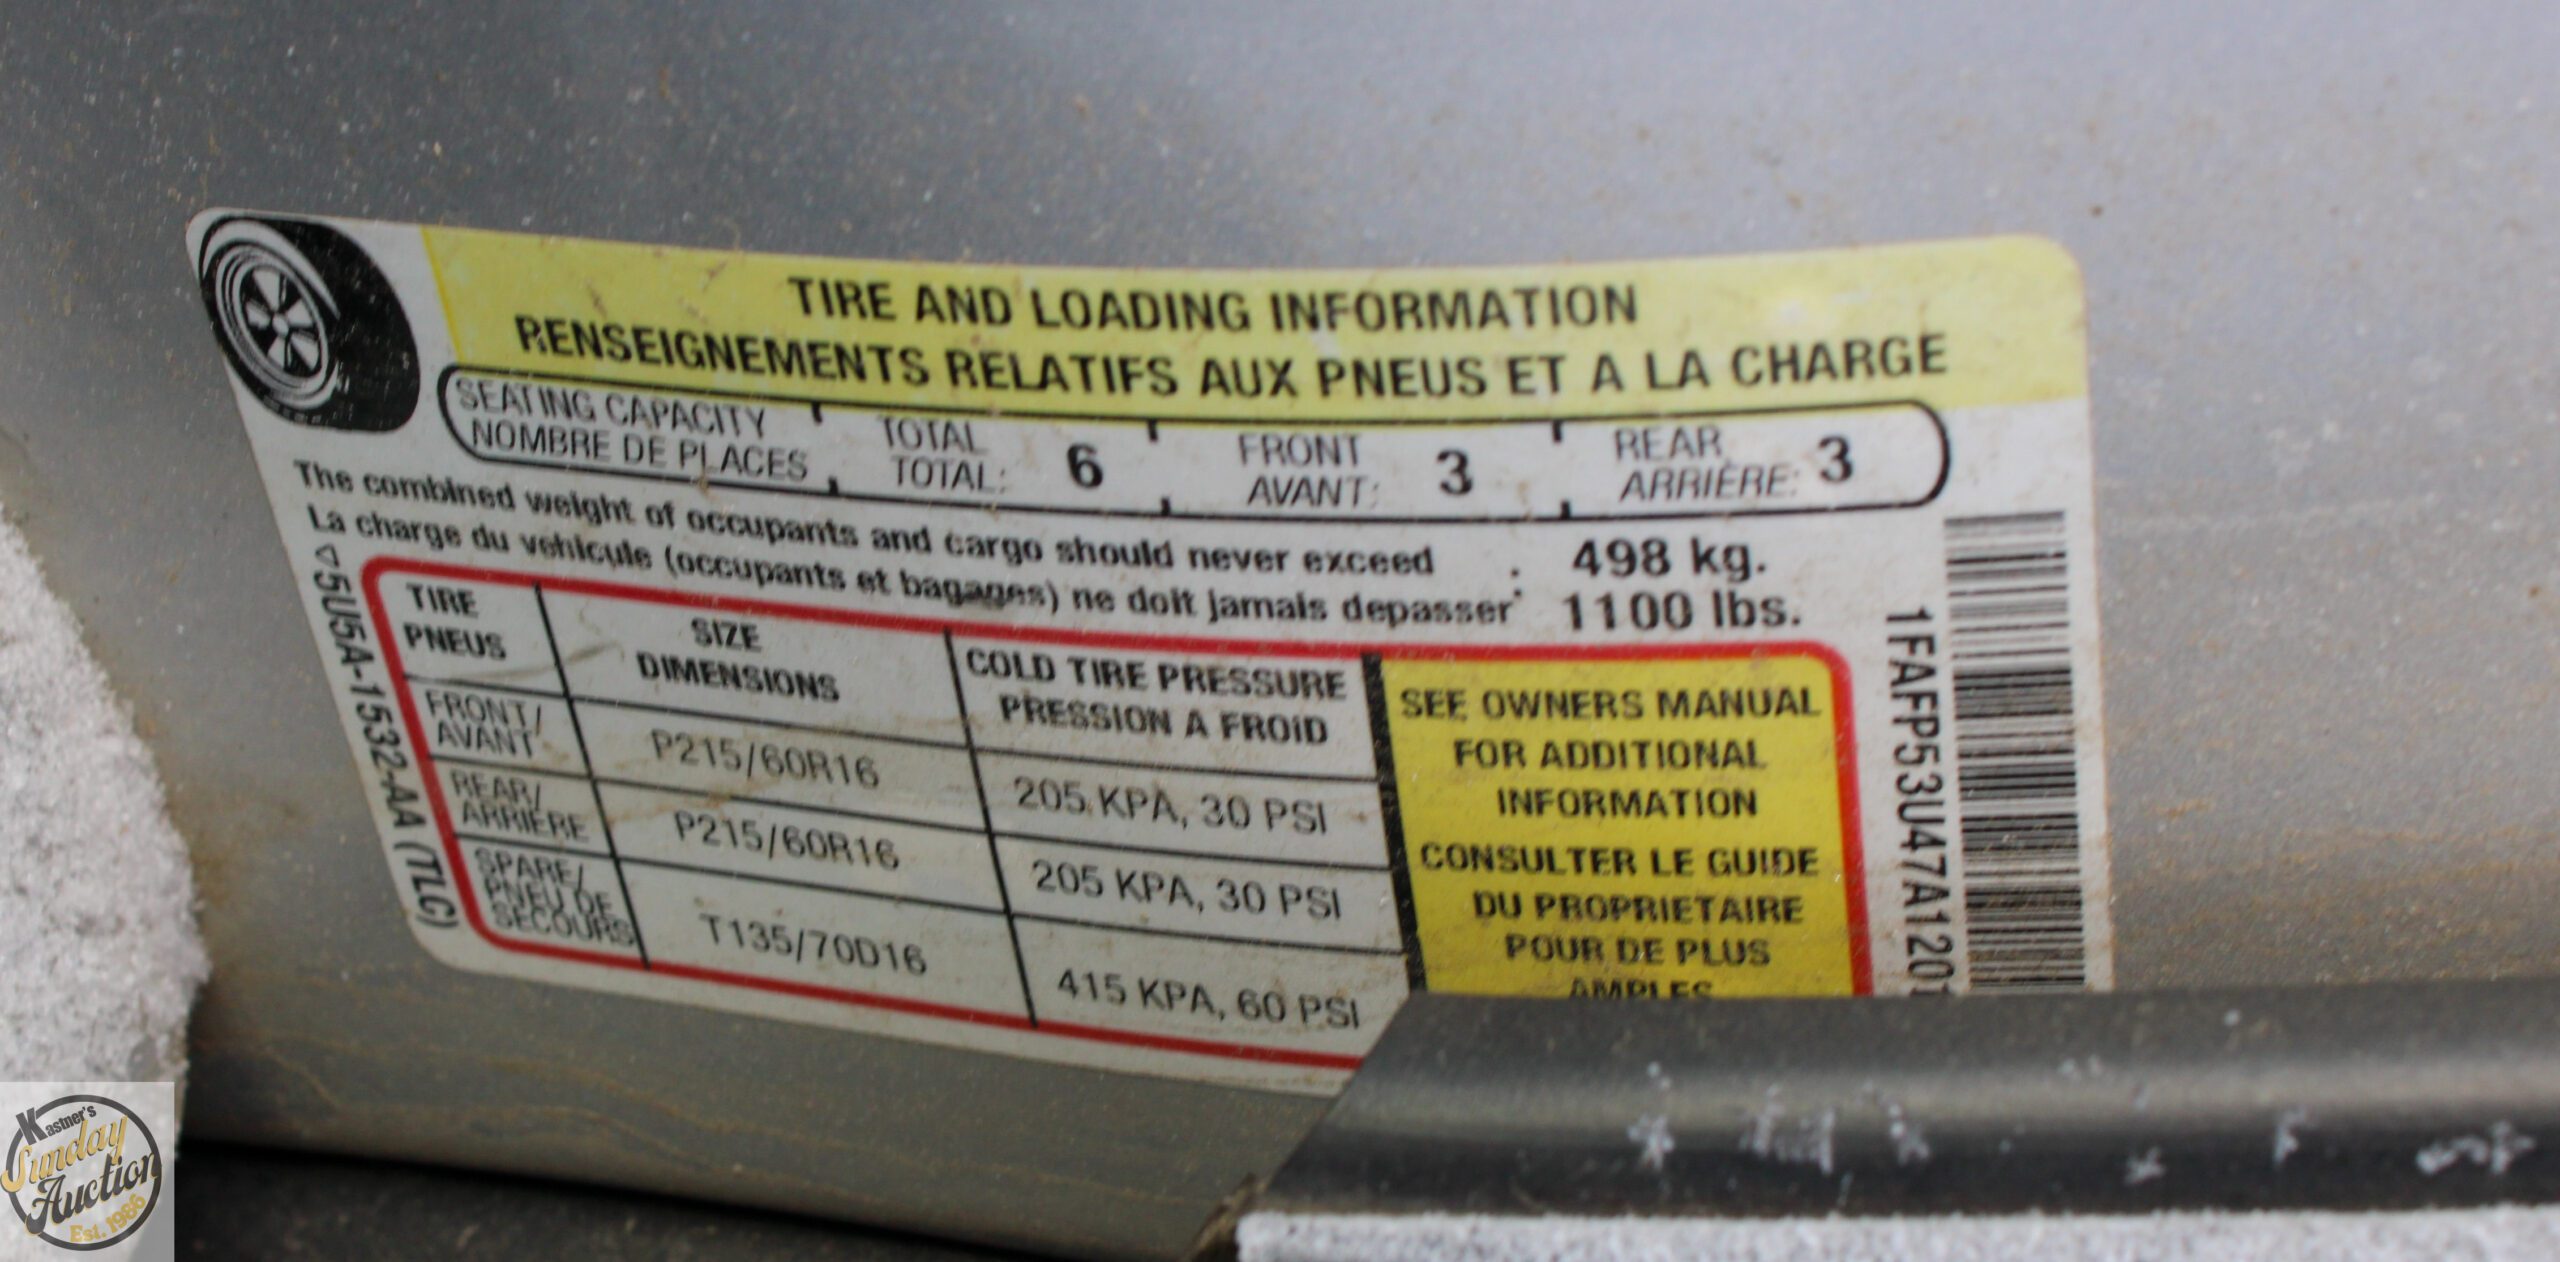 TIRE AND LOADING INFORMATION
RENSEIGNEMENTS RELATIFS AUX PNEUS ET A LA CHARGE
SEATING CAPACITY TOTAL FRONT REAR
NOMBRE DE PLACES TOTAL: 6 AVANT: 3 ARRIÈRE: 3
The combined weight of occupants and cargo should never exceed : 498 kg.
La charge du vehicule (occupants et bagages) ne doit jamais depasser : 1100 lbs.
5U5A-1532-AA (TLC)
TIRE SIZE COLD TIRE PRESSURE
PNEUS DIMENSIONS PRESSION A FROID
FRONT/
AVANT P215/60R16 205 KPA, 30 PSI
REAR/
ARRIERE P215/60R16 205 KPA, 30 PSI
SPARE/
PNEU DE
SECOURS T135/70D16 415 KPA, 60 PSI
SEE OWNERS MANUAL
FOR ADDITIONAL
INFORMATION
CONSULTER LE GUIDE
DU PROPRIETAIRE
POUR DE PLUS
AMPLES
1FAFP53U47A120
Kastner's
Sunday
Auction
Est. 1986